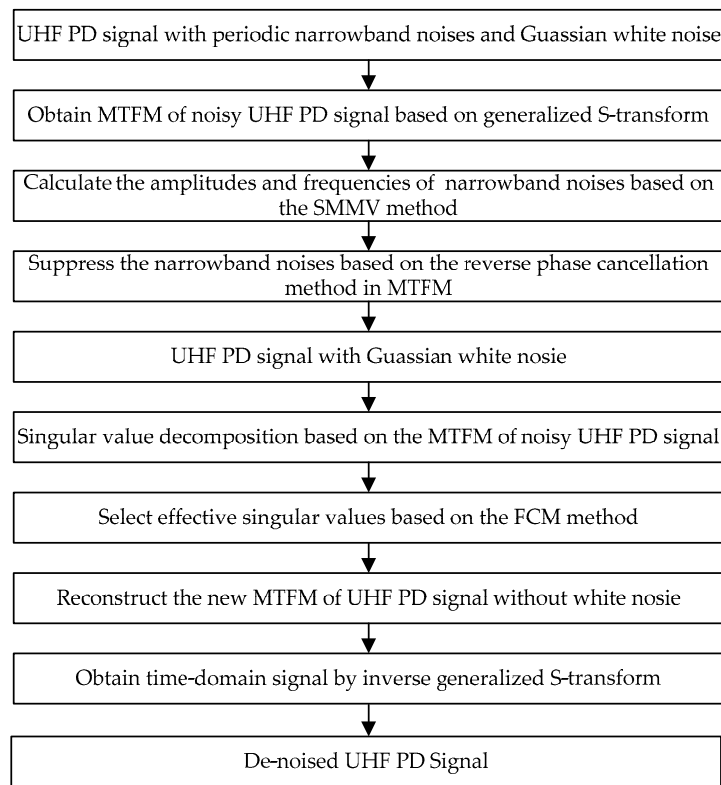 UHF PD signal with periodic narrowband noises and Guassian white noise
Obtain MTFM of noisy UHF PD signal based on generalized S-transform
Calculate the amplitudes and frequencies of narrowband noises based on
the SMMV method
Suppress the narrowband noises based on the reverse phase cancellation
method in MTFM
UHF PD signal with Guassian white nosie
Singular value decomposition based on the MTFM of noisy UHF PD signal
Select effective singular values based on the FCM method
Reconstruct the new MTFM of UHF PD signal without white nosie
Obtain time-domain signal by inverse generalized S-transform
De-noised UHF PD Signal